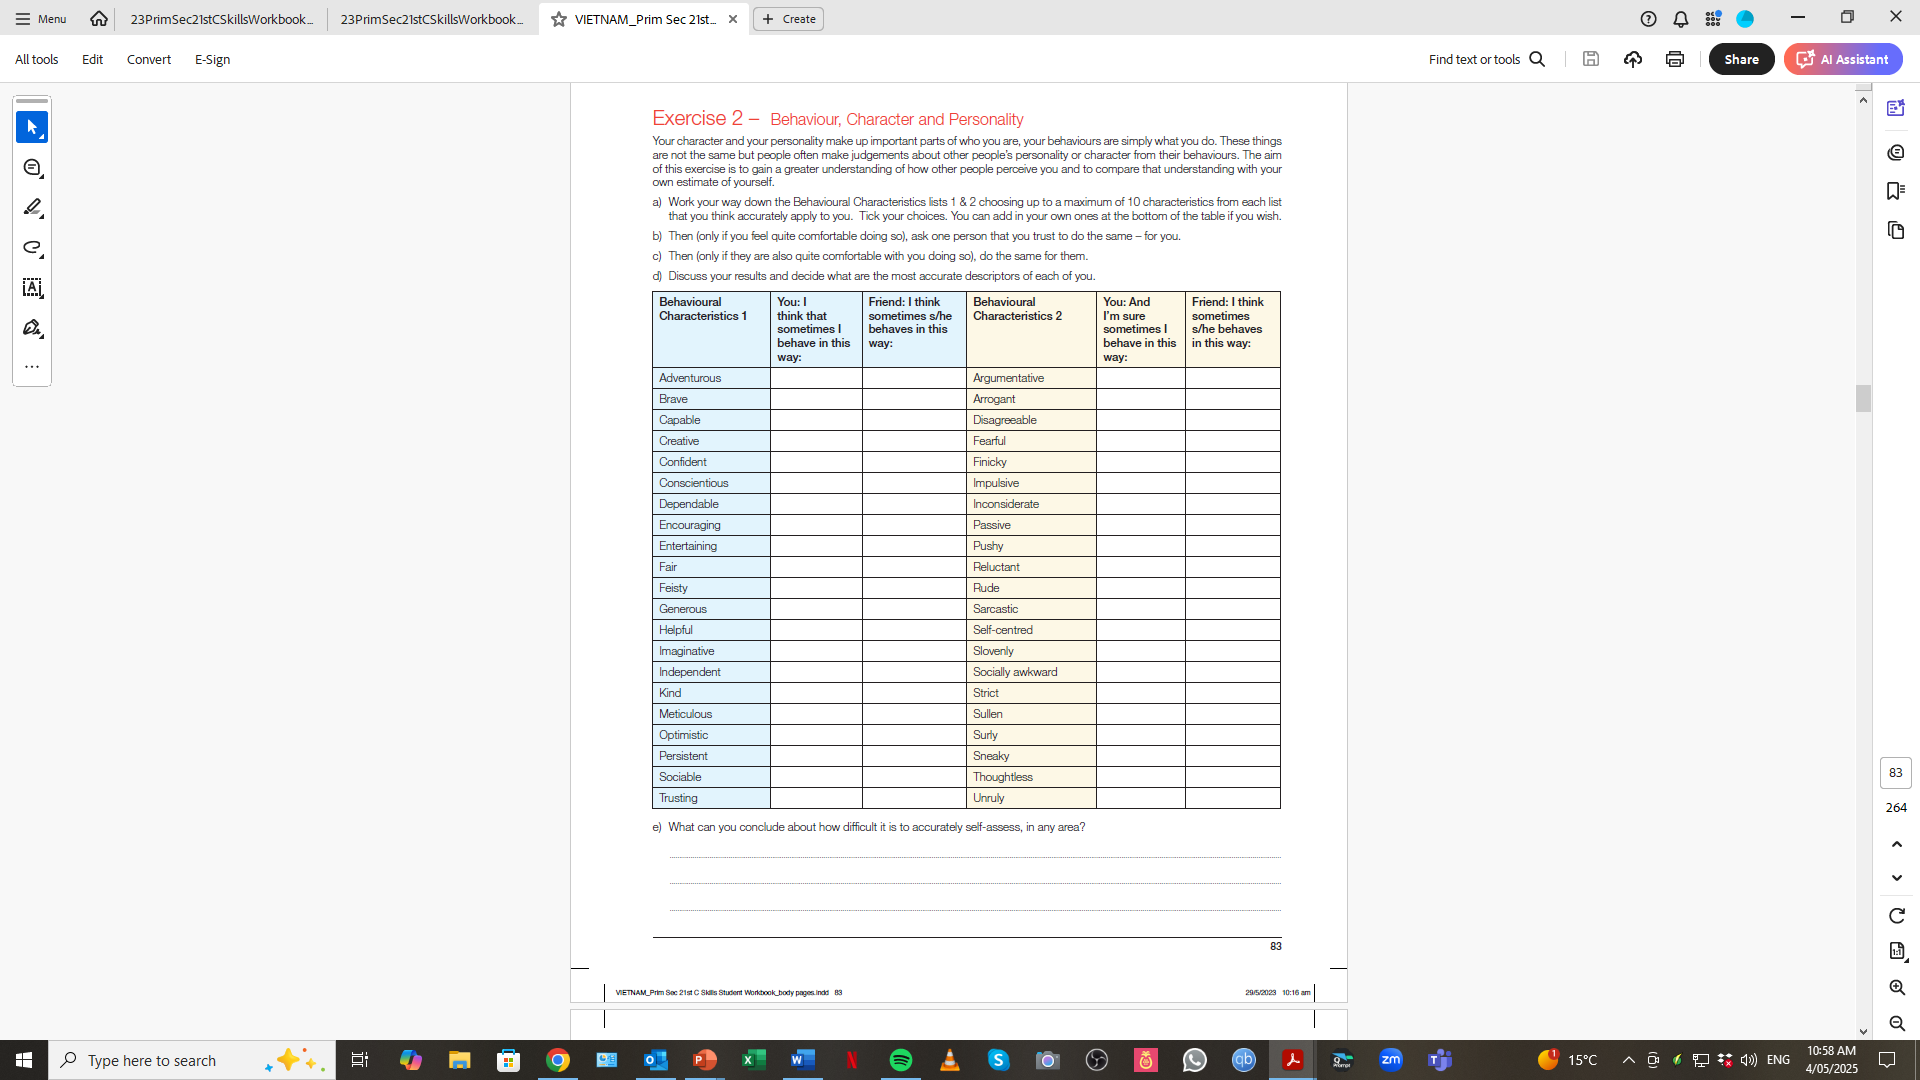 Menu
23PrimSec21stCSkillsWorkbook...
23PrimSec21stCSkillsWorkbook...
VIETNAM_Prim Sec 21st...
Create
All tools
Edit
Convert
E-Sign
Find text or tools
Share
AI Assistant
Exercise 2 – Behaviour, Character and Personality
Your character and your personality make up important parts of who you are, your behaviours are simply what you do. These things
are not the same but people often make judgements about other people's personality or character from their behaviours. The aim
of this exercise is to gain a greater understanding of how other people perceive you and to compare that understanding with your
own estimate of yourself.
a) Work your way down the Behavioural Characteristics lists 1 & 2 choosing up to a maximum of 10 characteristics from each list
that you think accurately apply to you. Tick your choices. You can add in your own ones at the bottom of the table if you wish.
b) Then (only if you feel quite comfortable doing so), ask one person that you trust to do the same – for you.
c) Then (only if they are also quite comfortable with you doing so), do the same for them.
d) Discuss your results and decide what are the most accurate descriptors of each of you.
Behavioural
Characteristics 1
You: I
think that
sometimes I
behave in this
way:
Friend: I think
sometimes s/he
behaves in this
way:
Behavioural
Characteristics 2
You: And
I'm sure
sometimes I
behave in this
way:
Friend: I think
sometimes
s/he behaves
in this way:
Adventurous Argumentative
Brave Arrogant
Capable Disagreeable
Creative Fearful
Confident Finicky
Conscientious Impulsive
Dependable Inconsiderate
Encouraging Passive
Entertaining Pushy
Fair Reluctant
Feisty Rude
Generous Sarcastic
Helpful Self-centred
Imaginative Slovenly
Independent Socially awkward
Kind Strict
Meticulous Sullen
Optimistic Surly
Persistent Sneaky
Sociable Thoughtless
Trusting Unruly
e) What can you conclude about how difficult it is to accurately self-assess, in any area?
83
VIETNAM_Prim Sec 21st C Skills Student Workbook_body pages.indd 83
29/5/2023 10:16 am
83
264
Type here to search
15°C
ENG
10:58 AM
4/05/2025